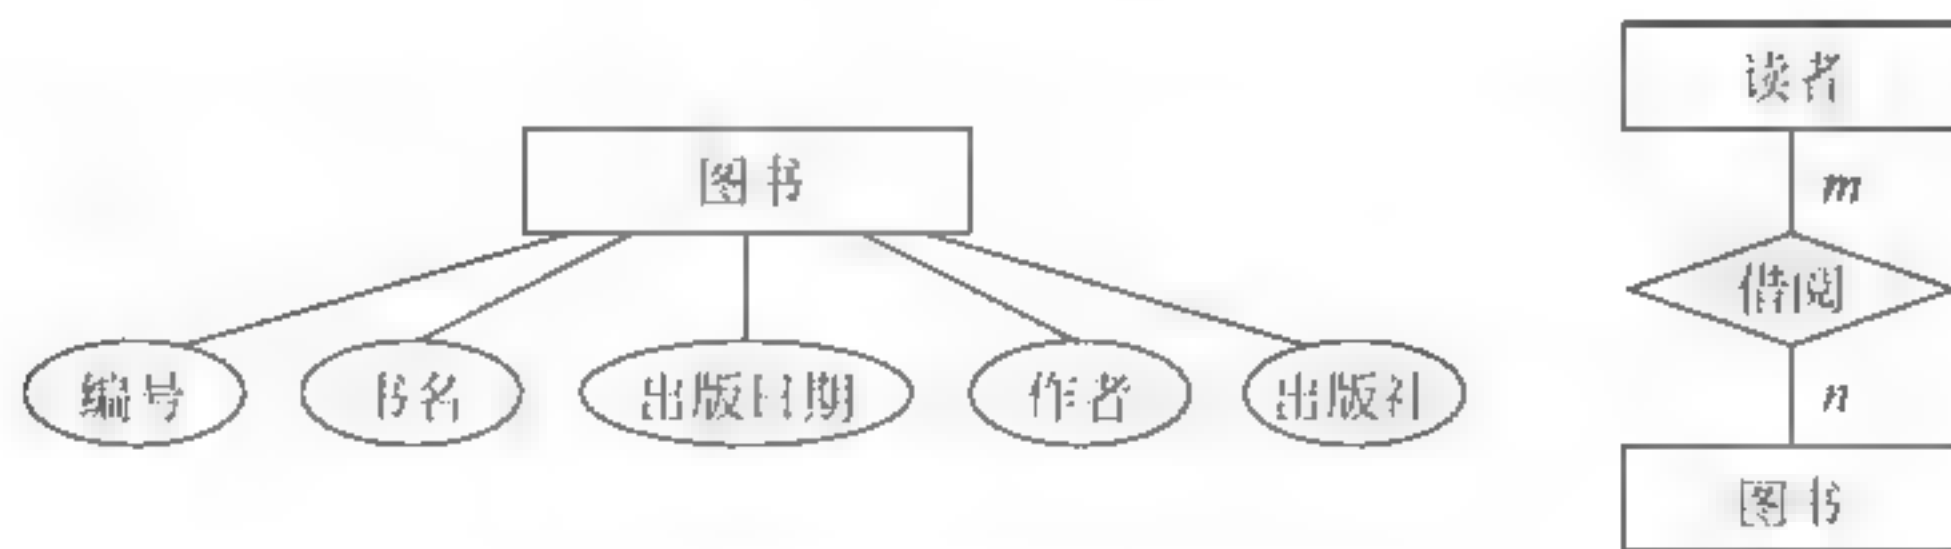 图书
编号 书名 出版日期 作者 出版社
读者
m
借阅
n
图书